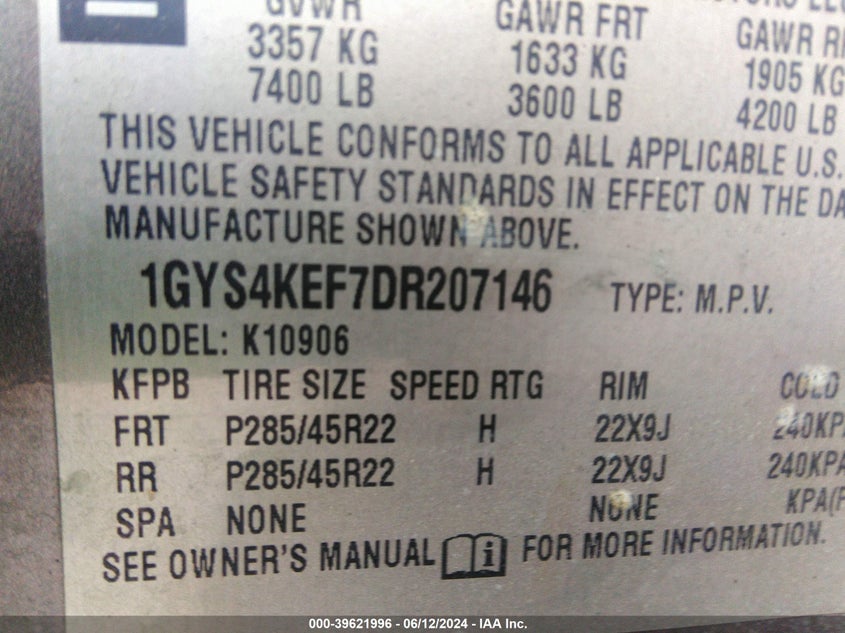 GVWR GAWR FRT GAWR
3357 KG 1633 KG 1905 KG
7400 LB 3600 LB 4200 LB
THIS VEHICLE CONFORMS TO ALL APPLICABLE U.S.
VEHICLE SAFETY STANDARDS IN EFFECT ON THE
MANUFACTURE SHOWN ABOVE.
1GYS4KEF7DR207146 TYPE: M.P.V.
MODEL: K10906
KFPB TIRE SIZE SPEED RTG RIM COLD
FRT P285/45R22 H 22X9J 240KPA
RR P285/45R22 H 22X9J 240KPA
SPA NONE NONE KPA
SEE OWNER'S MANUAL i FOR MORE INFORMATION.
000-39621996 - 06/12/2024 - IAA Inc.